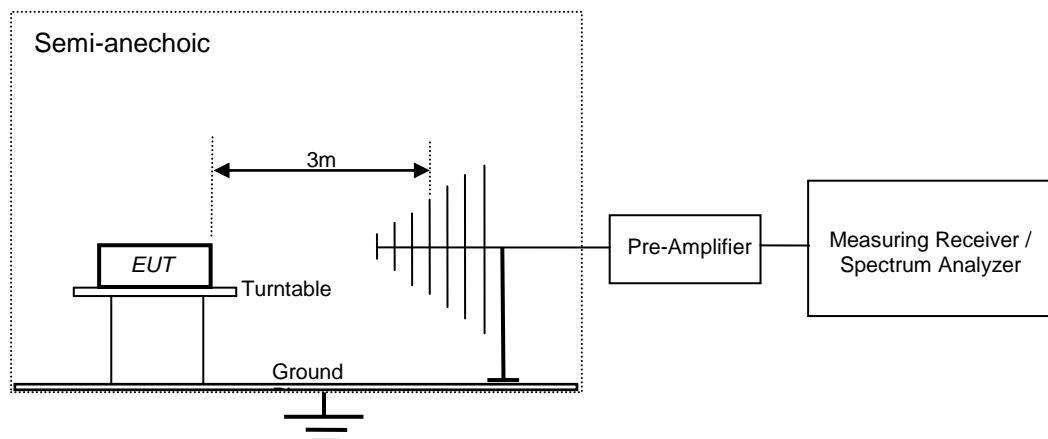 Semi-anechoic
3m
EUT
Turntable
Ground
Pre-Amplifier
Measuring Receiver /
Spectrum Analyzer